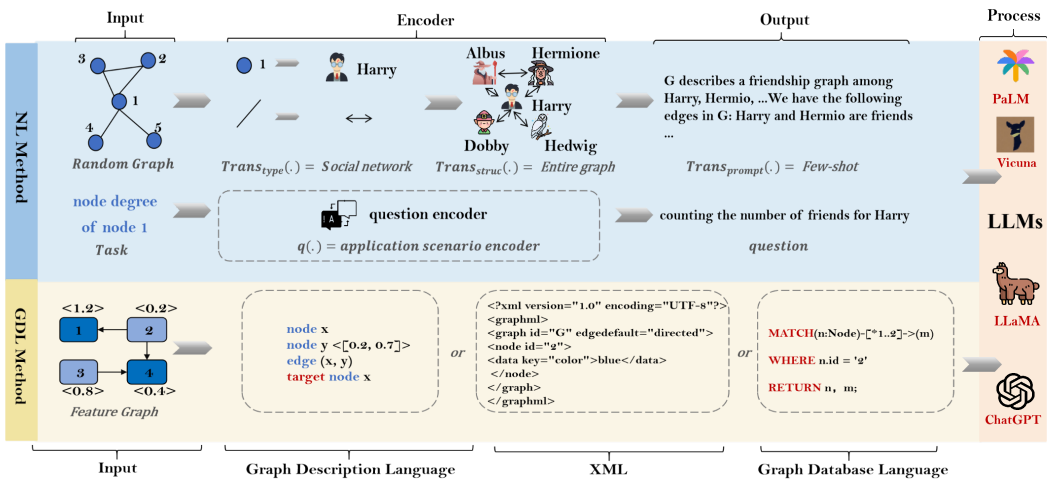 Input
Encoder
Output
Process
NL Method
3
2
1
4
5
Random Graph
1
Harry
Albus
Hermione
Harry
Dobby
Hedwig
G describes a friendship graph among
Harry, Hermio, ...We have the following
edges in G: Harry and Hermio are friends
...
Trans_type(.) = Social network
Trans_struc(.) = Entire graph
Trans_prompt(.) = Few-shot
node degree
of node 1
Task
!A
question encoder
q(.) = application scenario encoder
counting the number of friends for Harry
question
PaLM
Vicuna
LLMs
LLaMA
ChatGPT
GDL Method
<1.2>
<0.2>
1
2
3
4
<0.8>
<0.4>
Feature Graph
node x
node y <[0.2, 0.7]>
edge (x, y)
target node x
or
<?xml version="1.0" encoding="UTF-8"?>
<graphml>
<graph id="G" edgedefault="directed">
<node id="2">
<data key="color">blue</data>
</node>
</graph>
</graphml>
or
MATCH(n:Node)-[*1..2]->(m)
WHERE n.id = '2'
RETURN n, m;
Input
Graph Description Language
XML
Graph Database Language